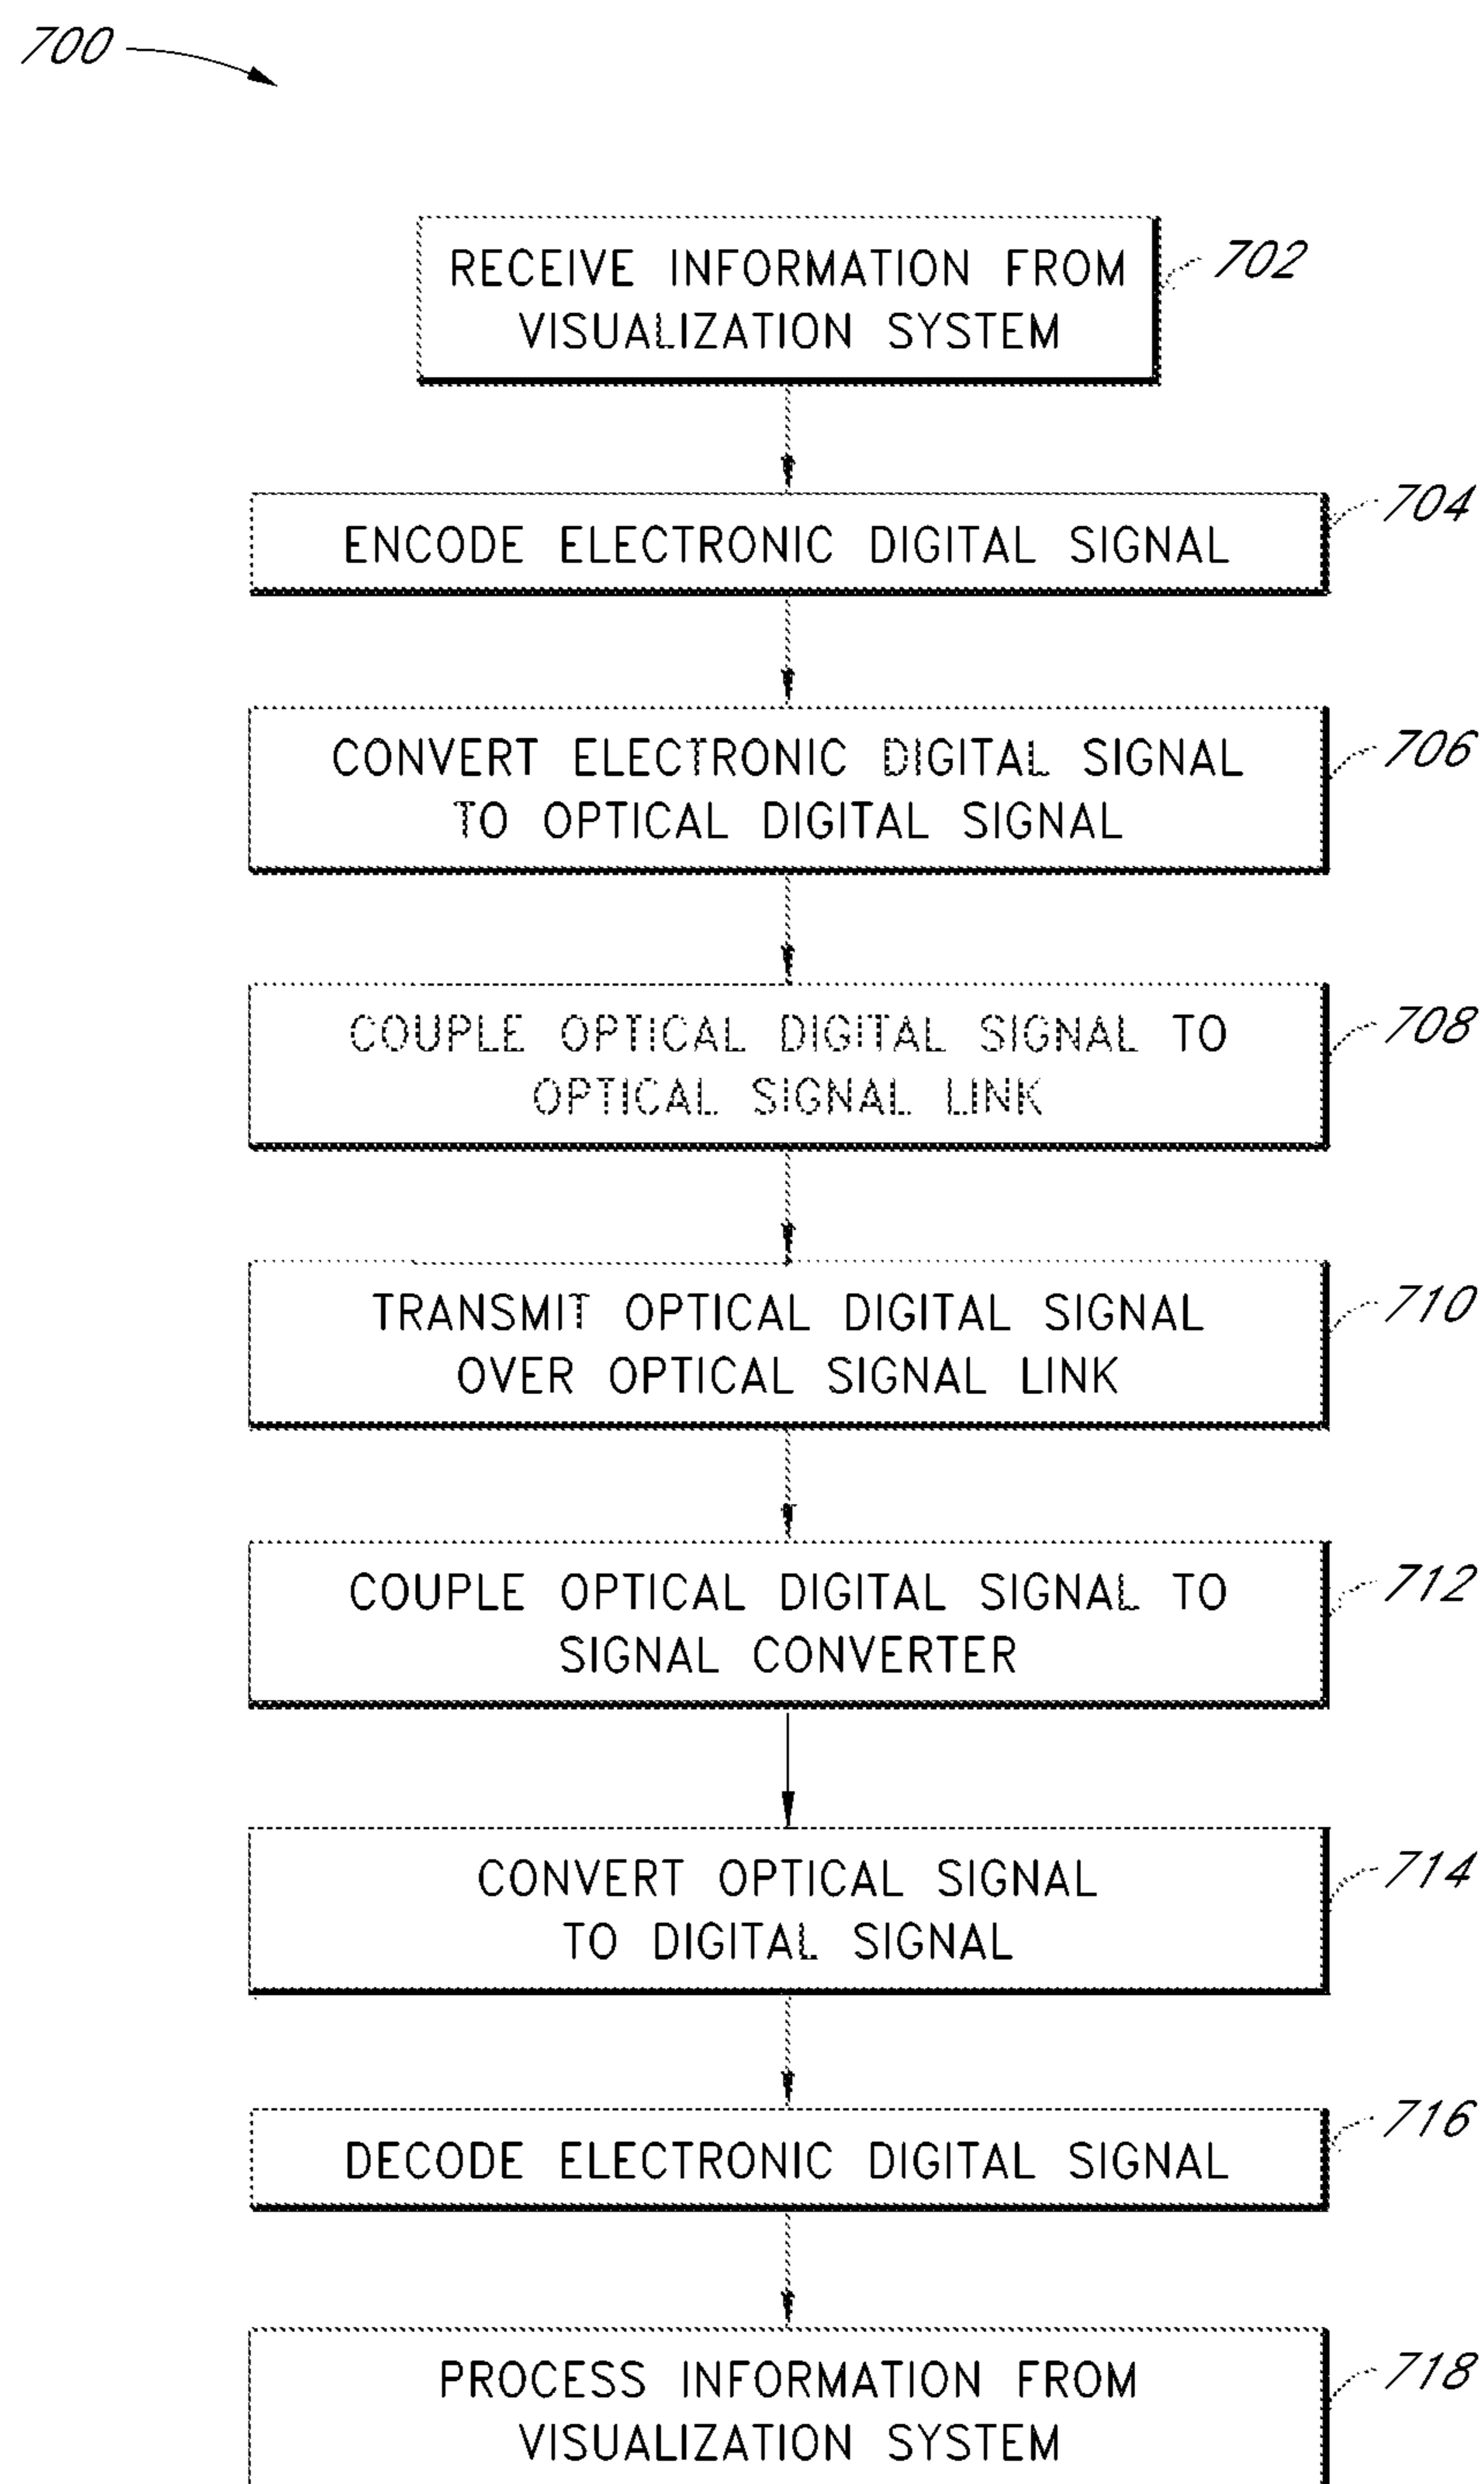 700
RECEIVE INFORMATION FROM
VISUALIZATION SYSTEM
702
ENCODE ELECTRONIC DIGITAL SIGNAL
704
CONVERT ELECTRONIC DIGITAL SIGNAL
TO OPTICAL DIGITAL SIGNAL
706
COUPLE OPTICAL DIGITAL SIGNAL TO
OPTICAL SIGNAL LINK
708
TRANSMIT OPTICAL DIGITAL SIGNAL
OVER OPTICAL SIGNAL LINK
710
COUPLE OPTICAL DIGITAL SIGNAL TO
SIGNAL CONVERTER
712
CONVERT OPTICAL SIGNAL
TO DIGITAL SIGNAL
714
DECODE ELECTRONIC DIGITAL SIGNAL
716
PROCESS INFORMATION FROM
VISUALIZATION SYSTEM
718